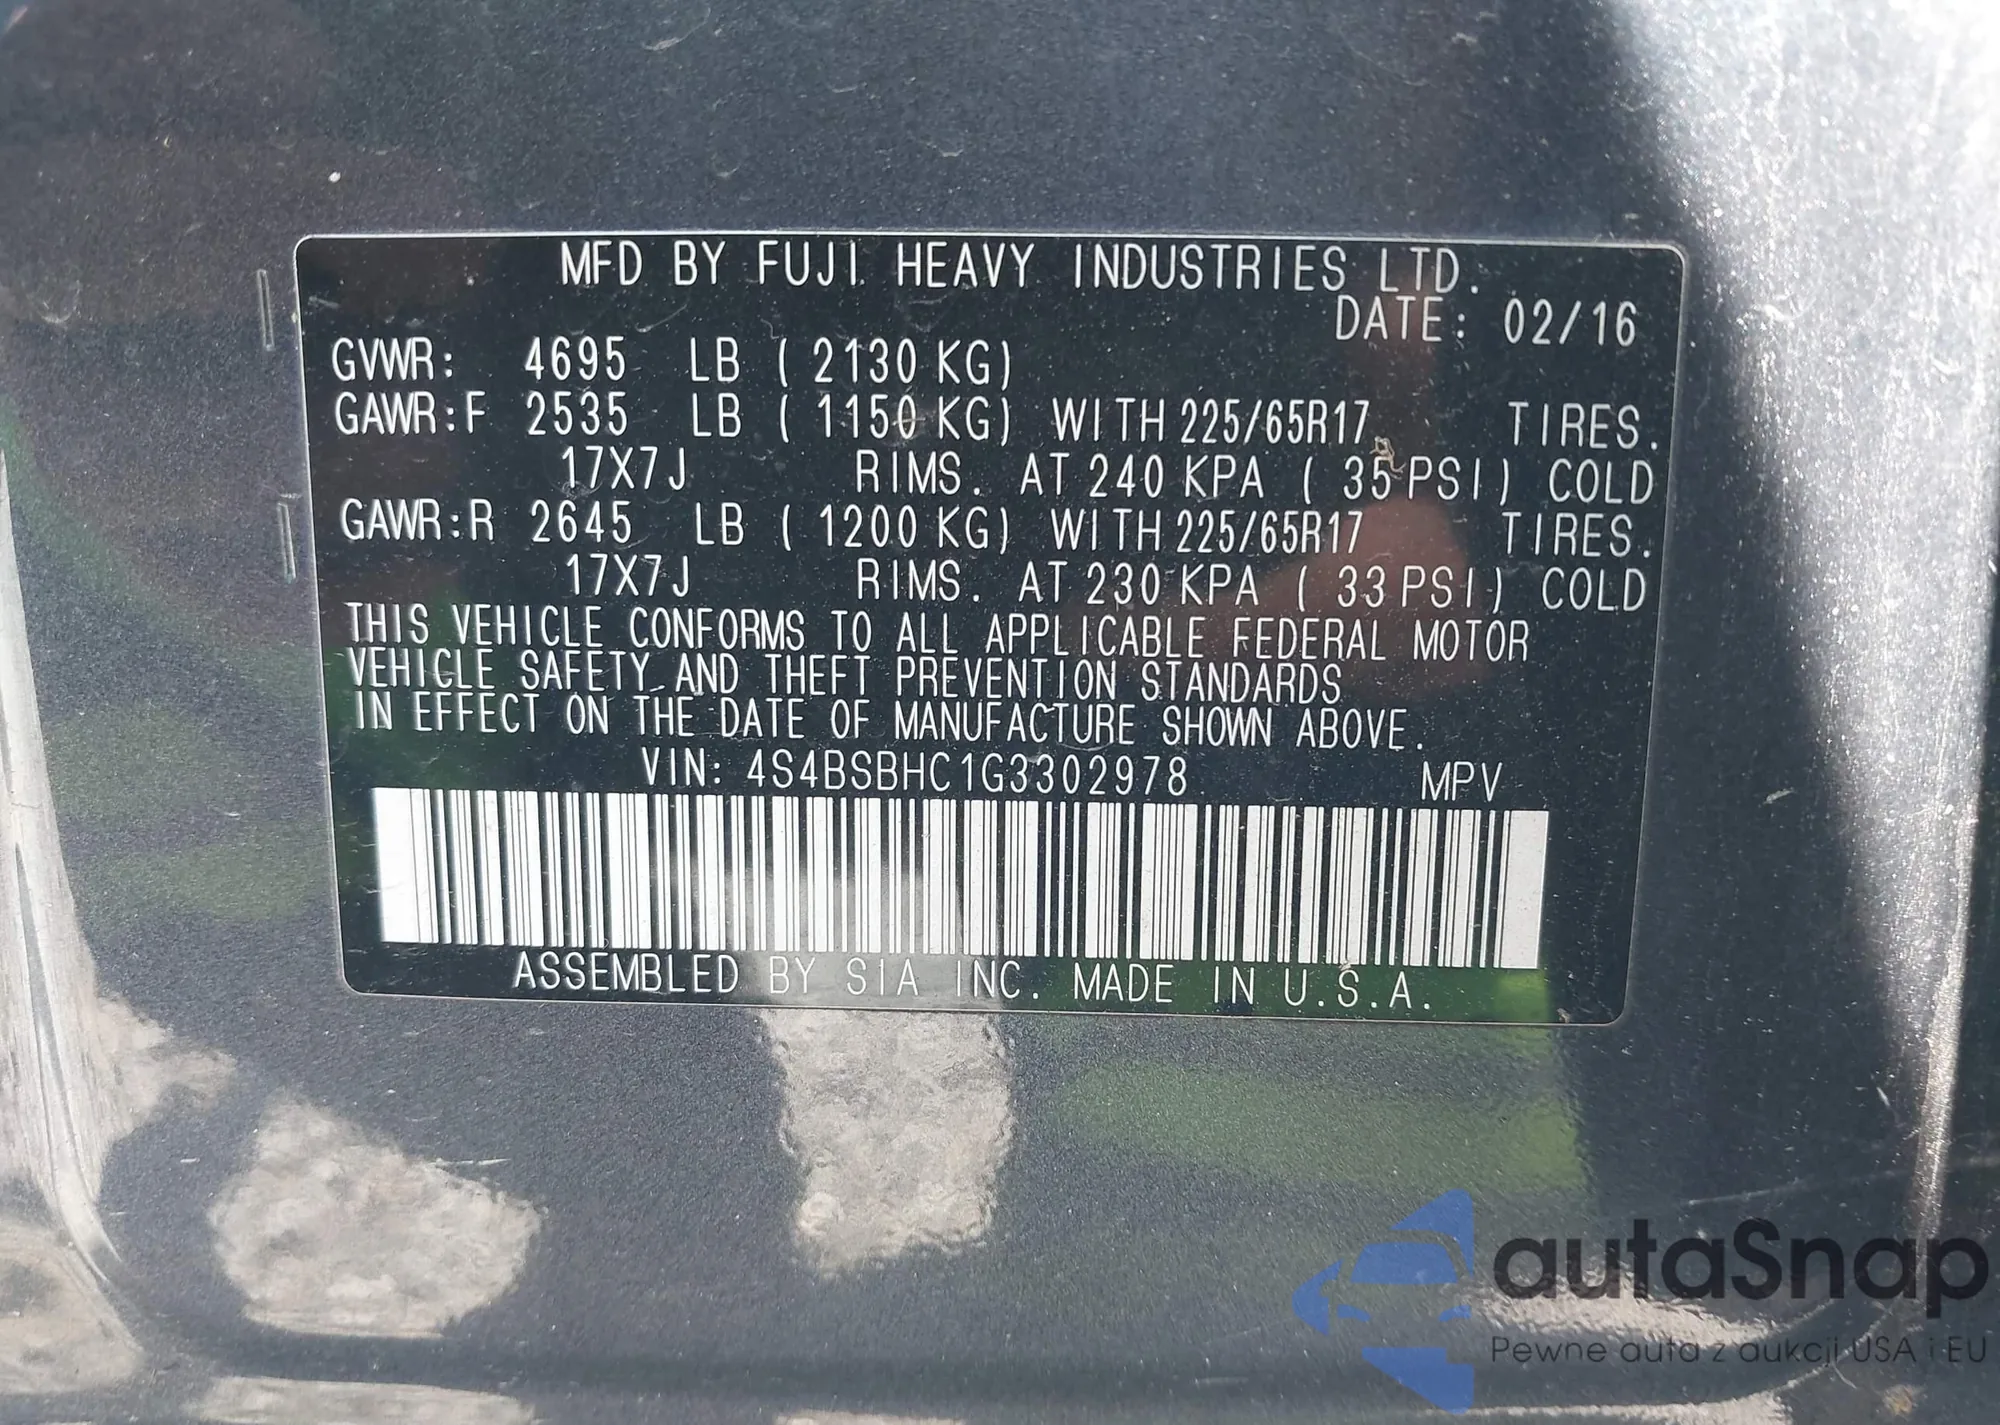 MFD BY FUJI HEAVY INDUSTRIES LTD.
DATE: 02/16
GVWR: 4695 LB ( 2130 KG)
GAWR:F 2535 LB ( 1150 KG) WITH 225/65R17 TIRES.
17X7J RIMS. AT 240 KPA ( 35 PSI) COLD
GAWR:R 2645 LB ( 1200 KG) WITH 225/65R17 TIRES.
17X7J RIMS. AT 230 KPA ( 33 PSI) COLD
THIS VEHICLE CONFORMS TO ALL APPLICABLE FEDERAL MOTOR
VEHICLE SAFETY AND THEFT PREVENTION STANDARDS
IN EFFECT ON THE DATE OF MANUFACTURE SHOWN ABOVE.
VIN: 4S4BSBHC1G3302978 MPV
ASSEMBLED BY SIA INC. MADE IN U.S.A.
autaSnap
Pewne auta z aukcji USA i EU